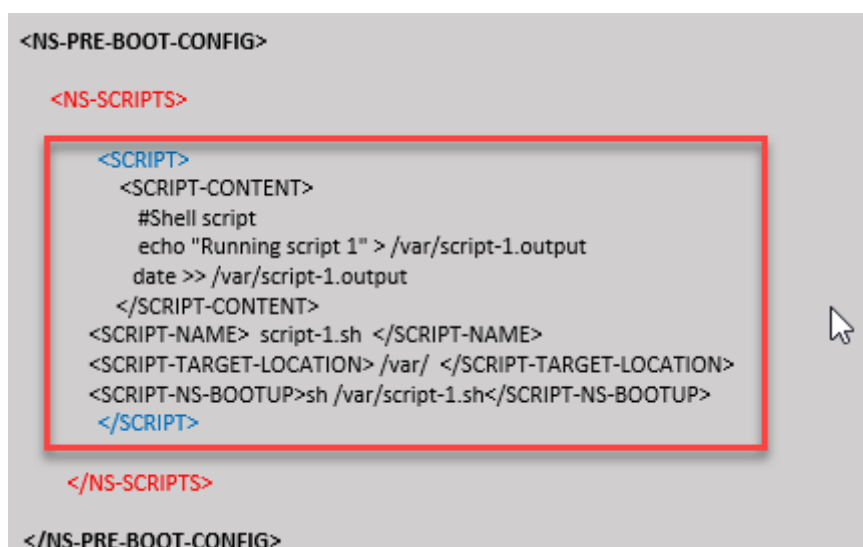 <NS-PRE-BOOT-CONFIG>
<NS-SCRIPTS>
<SCRIPT>
<SCRIPT-CONTENT>
#Shell script
echo "Running script 1" > /var/script-1.output
date >> /var/script-1.output
</SCRIPT-CONTENT>
<SCRIPT-NAME> script-1.sh </SCRIPT-NAME>
<SCRIPT-TARGET-LOCATION> /var/ </SCRIPT-TARGET-LOCATION>
<SCRIPT-NS-BOOTUP>sh /var/script-1.sh</SCRIPT-NS-BOOTUP>
</SCRIPT>
</NS-SCRIPTS>
</NS-PRE-BOOT-CONFIG>